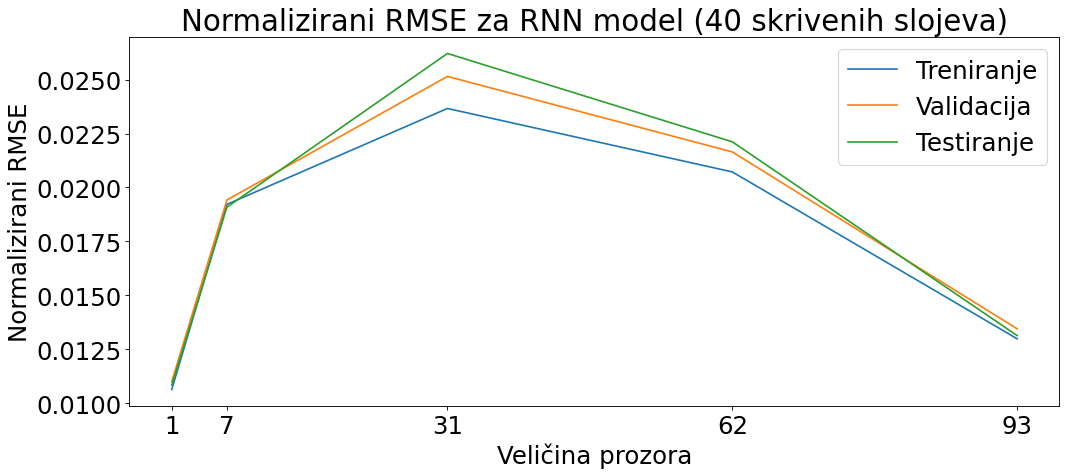 Normalizirani RMSE za RNN model (40 skrivenih slojeva)
Normalizirani RMSE
0.0250
0.0225
0.0200
0.0175
0.0150
0.0125
0.0100
Treniranje
Validacija
Testiranje
1 7 31 62 93
Veličina prozora